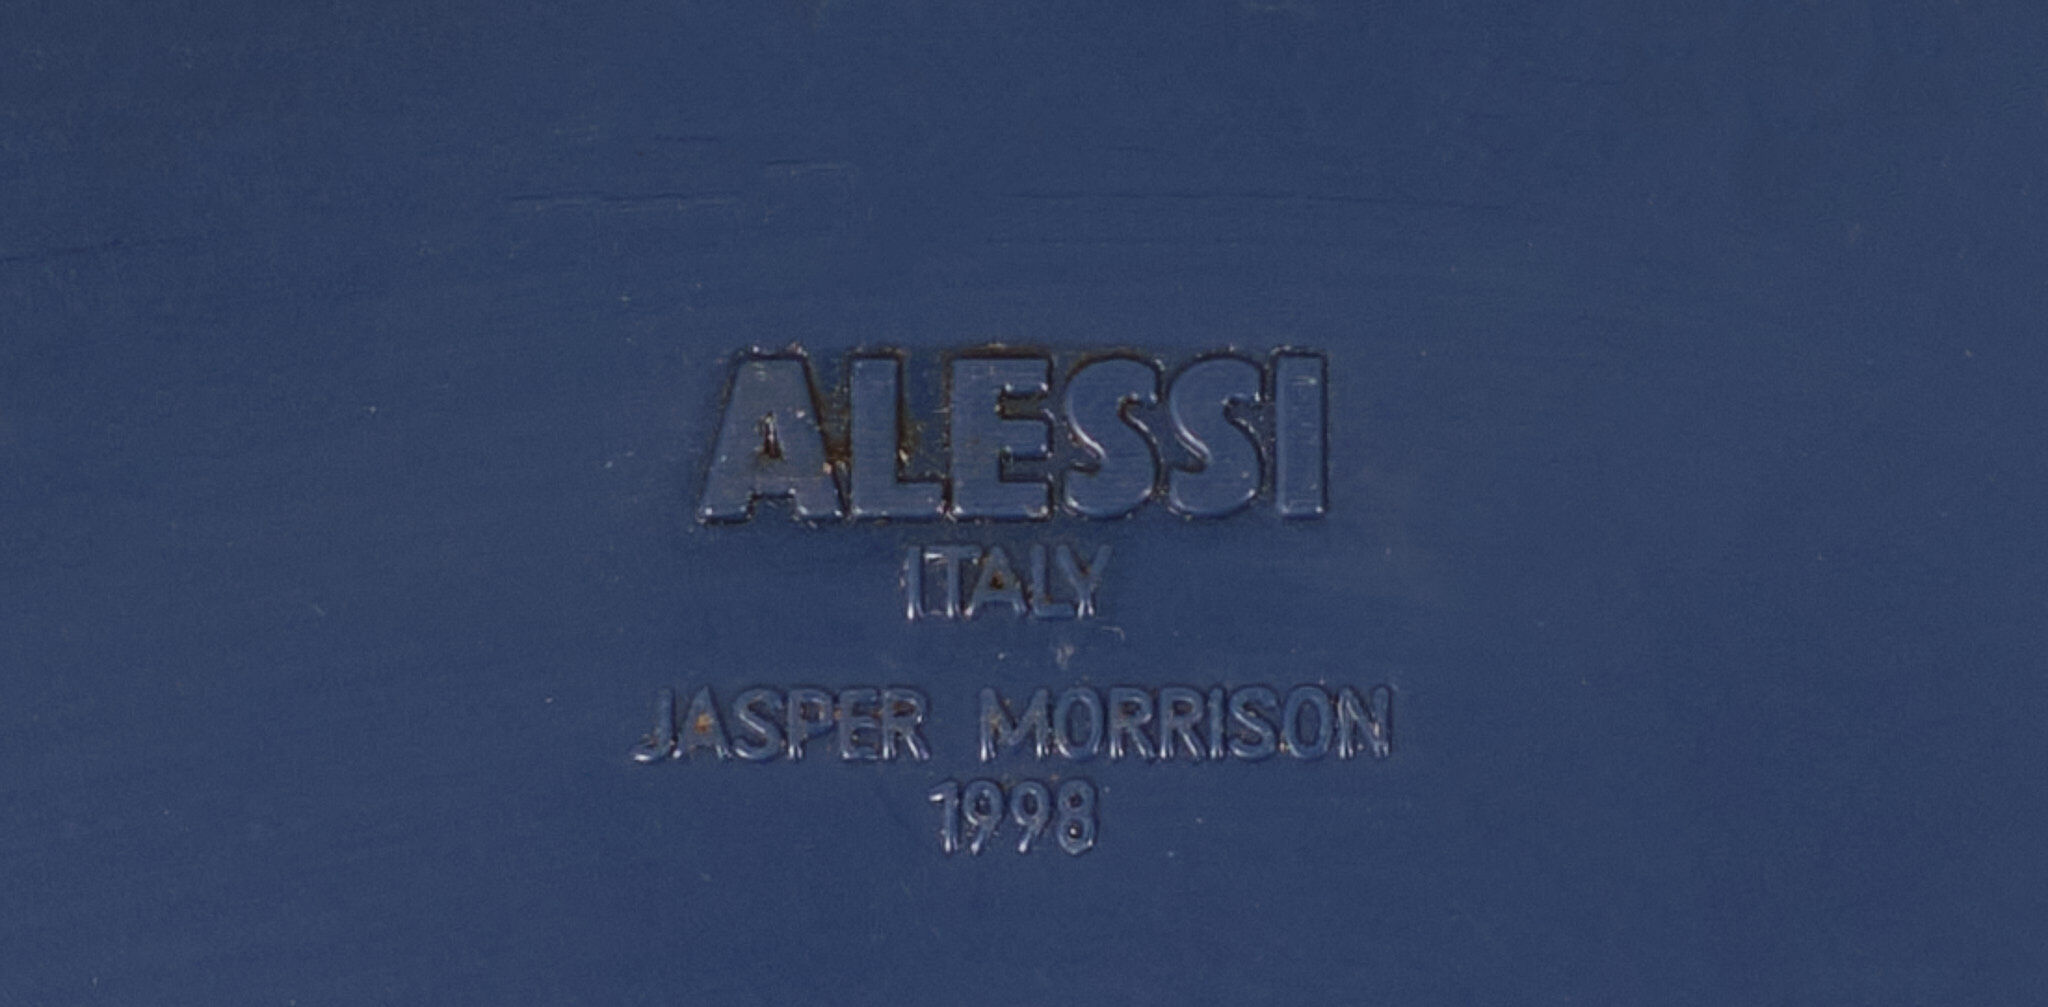 ALESSI
ITALY
JASPER MORRISON
1998